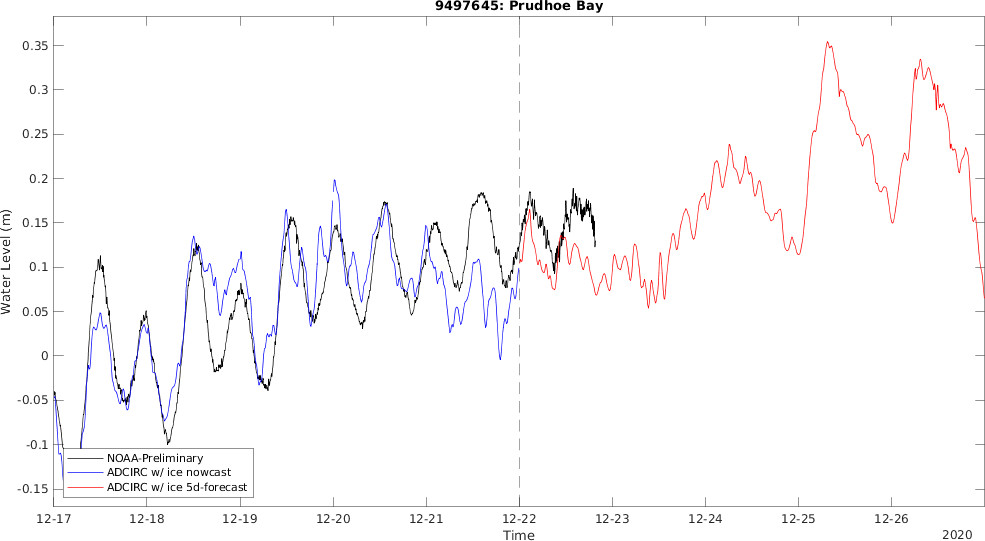 9497645: Prudhoe Bay
Water Level (m)
0.35
0.3
0.25
0.2
0.15
0.1
0.05
0
-0.05
-0.1
-0.15
NOAA-Preliminary
ADCIRC w/ ice nowcast
ADCIRC w/ ice 5d-forecast
12-17 12-18 12-19 12-20 12-21 12-22 12-23 12-24 12-25 12-26
Time
2020